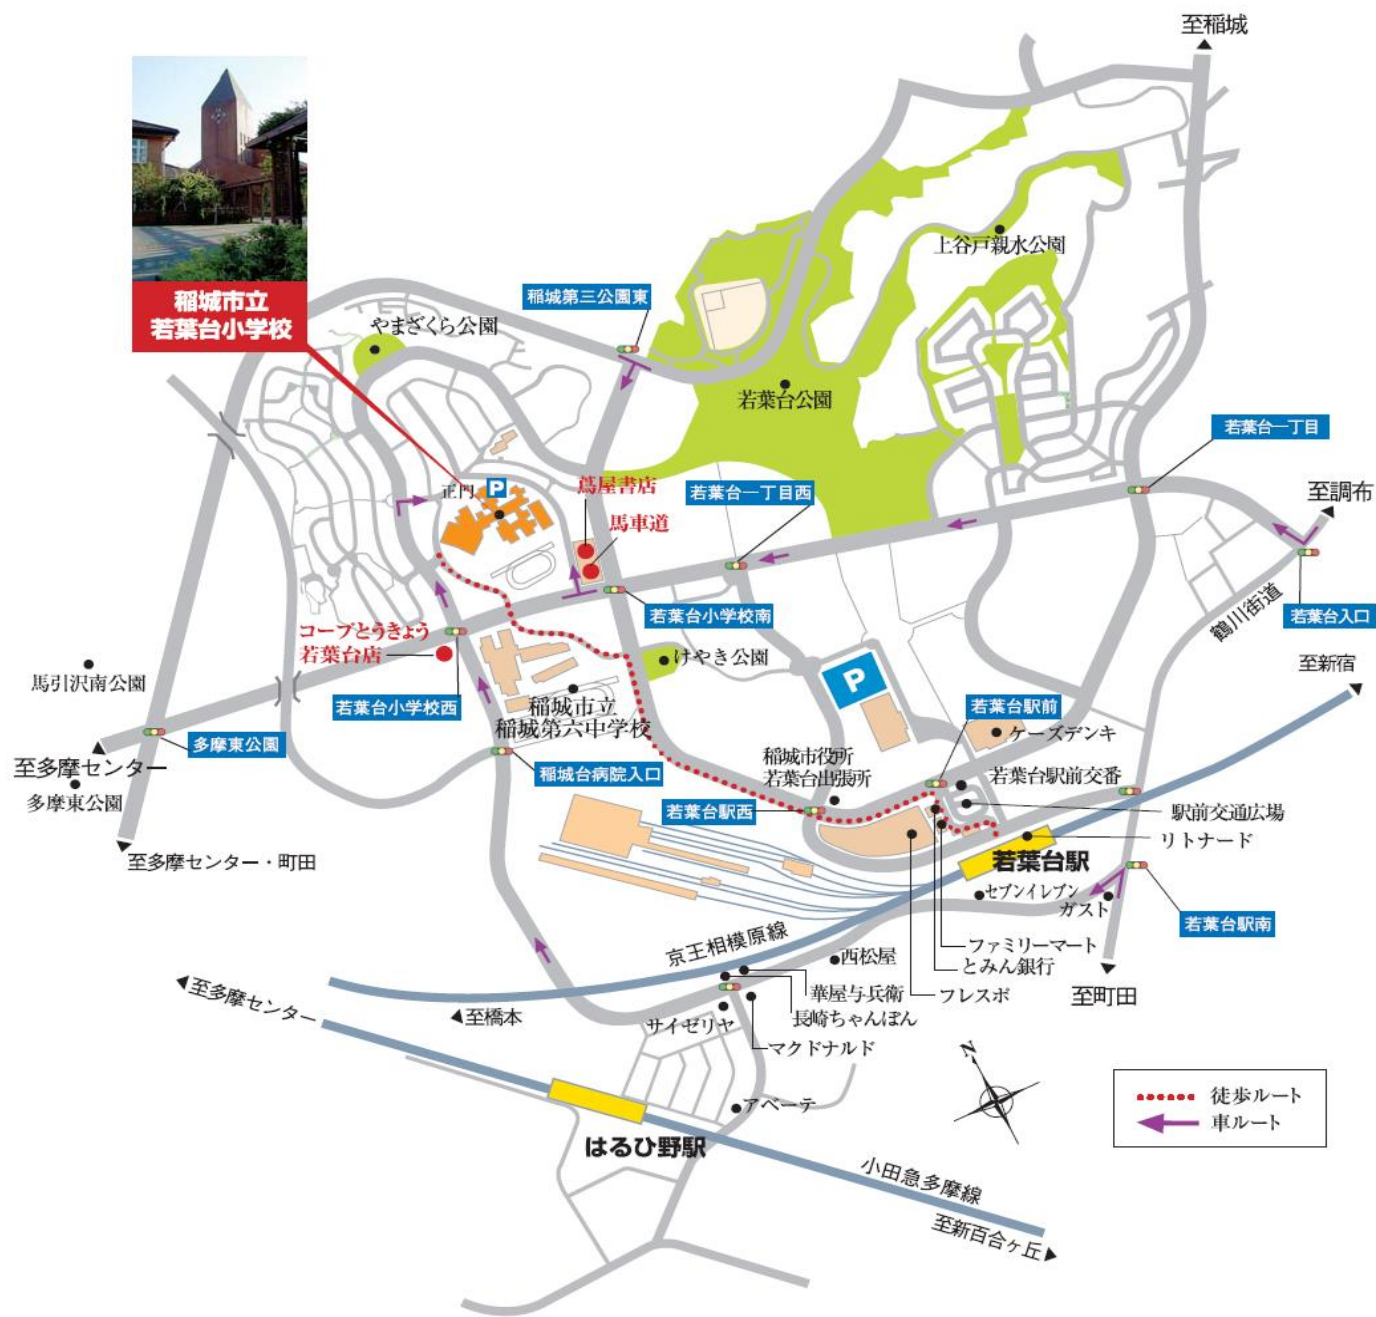 至稲城
稲城市立
若葉台小学校
稲城第三公園東
やまざくら公園
上谷戸親水公園
若葉台公園
若葉台一丁目
正門
P
蔦屋書店
馬車道
若葉台一丁目西
至調布
鶴川街道
若葉台入口
若葉台小学校南
コープとうきょう
若葉台店
けやき公園
至新宿
馬引沢南公園
若葉台小学校西
P
若葉台駅前
稲城市立
稲城第六中学校
ケーズデンキ
多摩東公園
至多摩センター
稲城台病院入口
稲城市役所
若葉台出張所
若葉台駅前交番
多摩東公園
若葉台駅西
駅前交通広場
リトナード
至多摩センター・町田
若葉台駅
セブンイレブン
ガスト
若葉台駅南
京王相模原線
西松屋
ファミリーマート
とみん銀行
フレスポ
至町田
至多摩センター
至橋本
華屋与兵衛
長崎ちゃんぽん
サイゼリヤ
マクドナルド
N
アベーテ
徒歩ルート
車ルート
はるひ野駅
小田急多摩線
至新百合ヶ丘